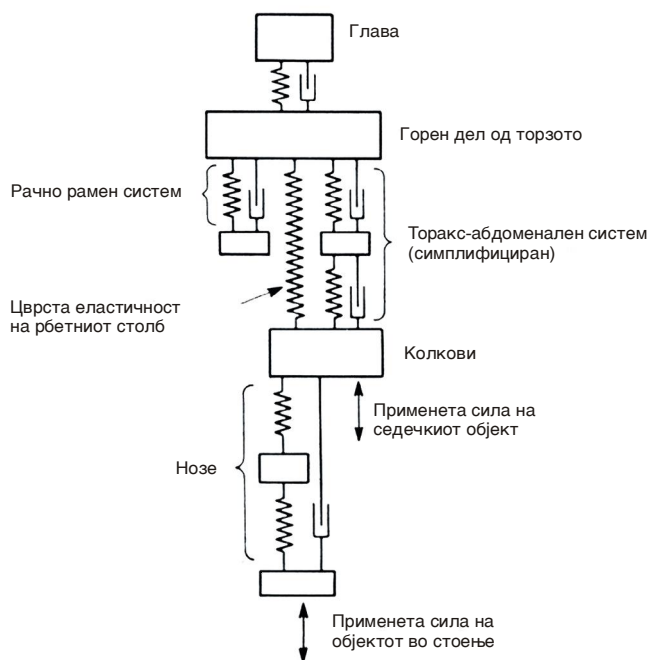 Глава
Горен дел од торзото
Рачно рамен систем
Торакс-абдоменален систем
(симплифициран)
Цврста еластичност
на рбетниот столб
Колкови
Применета сила на
седечкиот објект
Нозе
Применета сила на
објектот во стоење